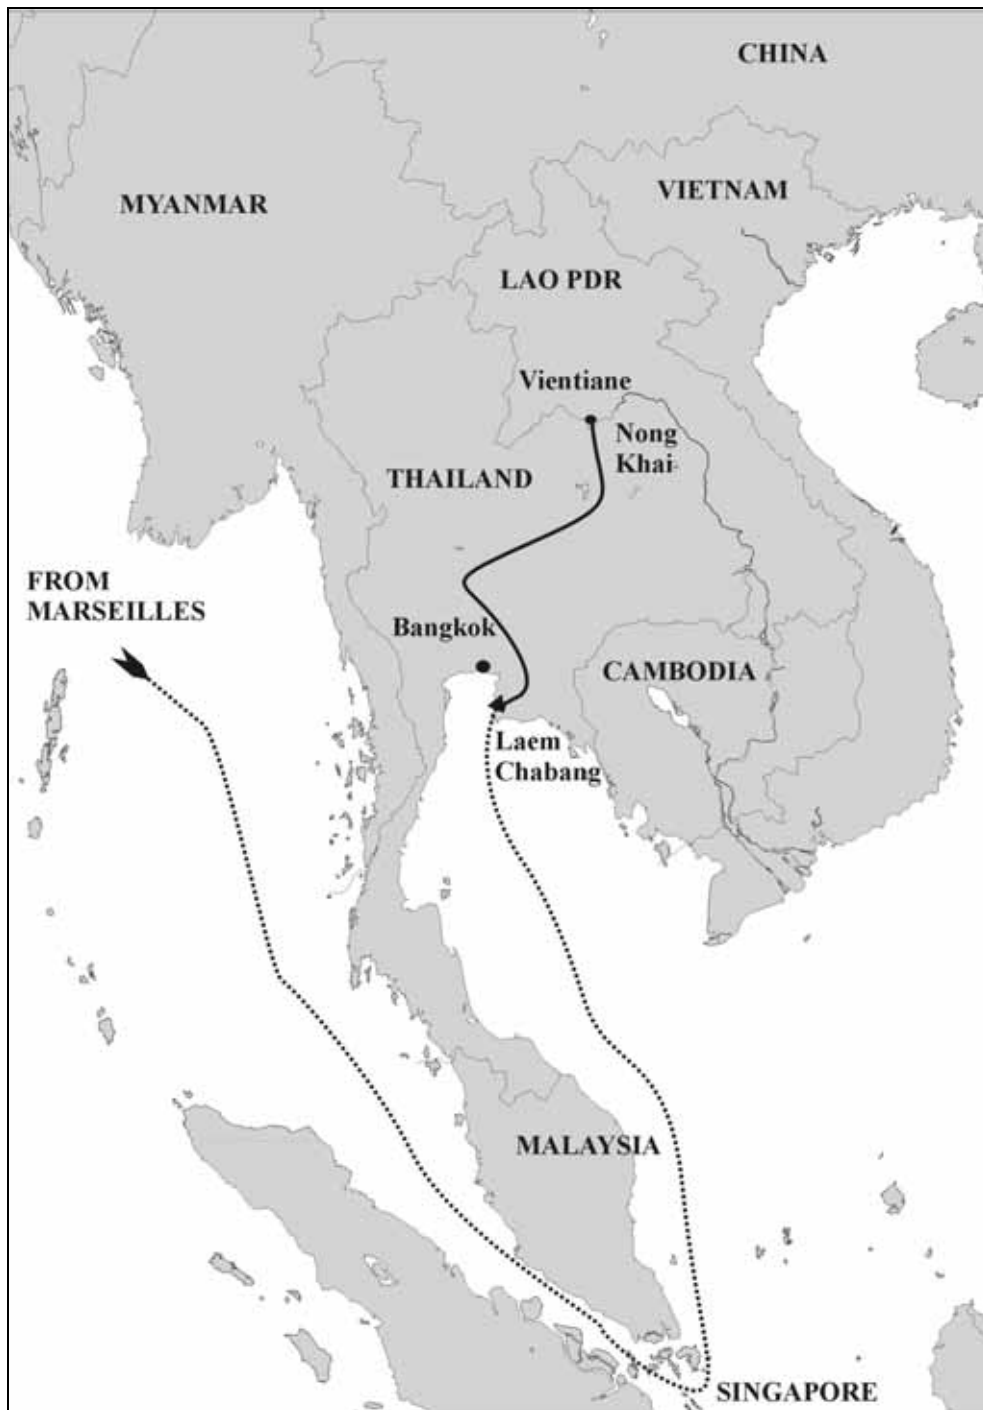 CHINA
VIETNAM
MYANMAR
LAO PDR
Vientiane
Nong
Khai
THAILAND
FROM
MARSEILLES
Bangkok
CAMBODIA
Laem
Chabang
MALAYSIA
SINGAPORE